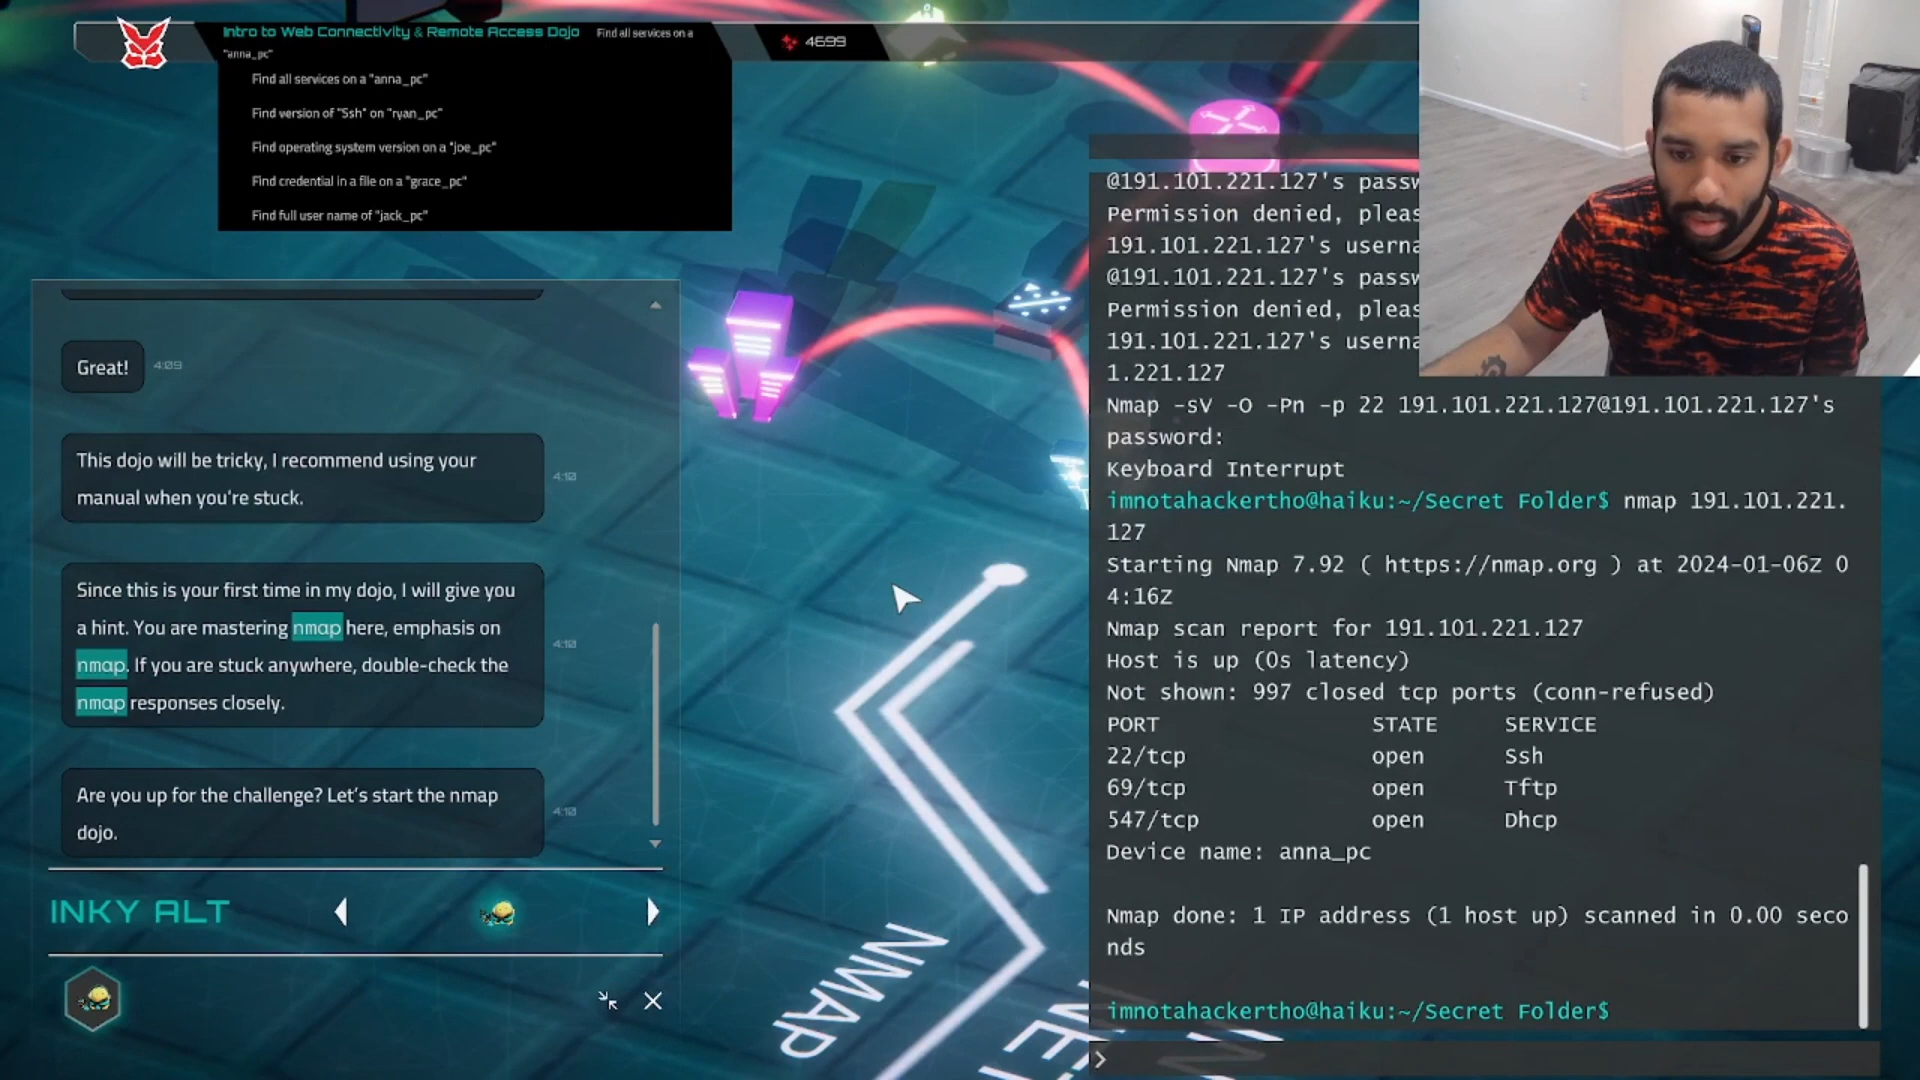 Intro to Web Connectivity & Remote Access Dojo Find all services on a
"anna_pc"
Find all services on a "anna_pc"
Find version of "Ssh" on "ryan_pc"
Find operating system version on a "joe_pc"
Find credential in a file on a "grace_pc"
Find full user name of "jack_pc"
4699
Great!
4:09
This dojo will be tricky, I recommend using your
manual when you're stuck.
4:10
Since this is your first time in my dojo, I will give you
a hint. You are mastering nmap here, emphasis on
nmap. If you are stuck anywhere, double-check the
nmap responses closely.
4:10
Are you up for the challenge? Let's start the nmap
dojo.
4:10
INKY ALT
NMAP
@191.101.221.127's passw
Permission denied, pleas
191.101.221.127's userna
@191.101.221.127's passw
Permission denied, pleas
191.101.221.127's userna
1.221.127
Nmap -sV -O -Pn -p 22 191.101.221.127@191.101.221.127's
password:
Keyboard Interrupt
imnotahackertho@haiku:~/Secret Folder$ nmap 191.101.221.
127
Starting Nmap 7.92 ( https://nmap.org ) at 2024-01-06Z 0
4:16Z
Nmap scan report for 191.101.221.127
Host is up (0s latency)
Not shown: 997 closed tcp ports (conn-refused)
PORT STATE SERVICE
22/tcp open Ssh
69/tcp open Tftp
547/tcp open Dhcp
Device name: anna_pc
Nmap done: 1 IP address (1 host up) scanned in 0.00 seco
nds
imnotahackertho@haiku:~/Secret Folder$
>